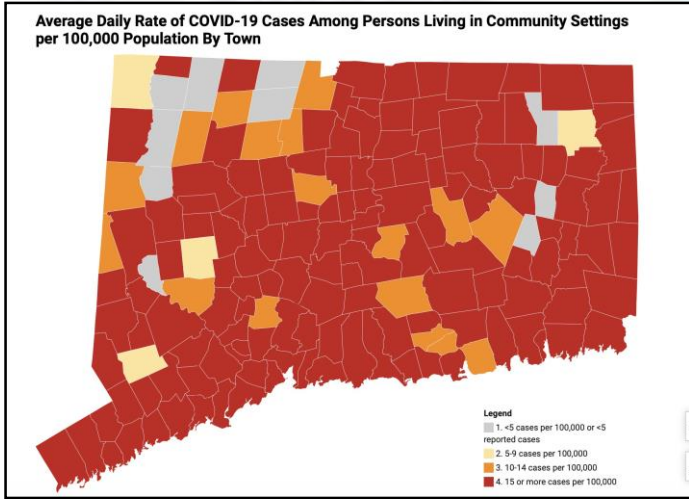 Average Daily Rate of COVID-19 Cases Among Persons Living in Community Settings
per 100,000 Population By Town
Legend
1. <5 cases per 100,000 or <5
reported cases
2. 5-9 cases per 100,000
3. 10-14 cases per 100,000
4. 15 or more cases per 100,000